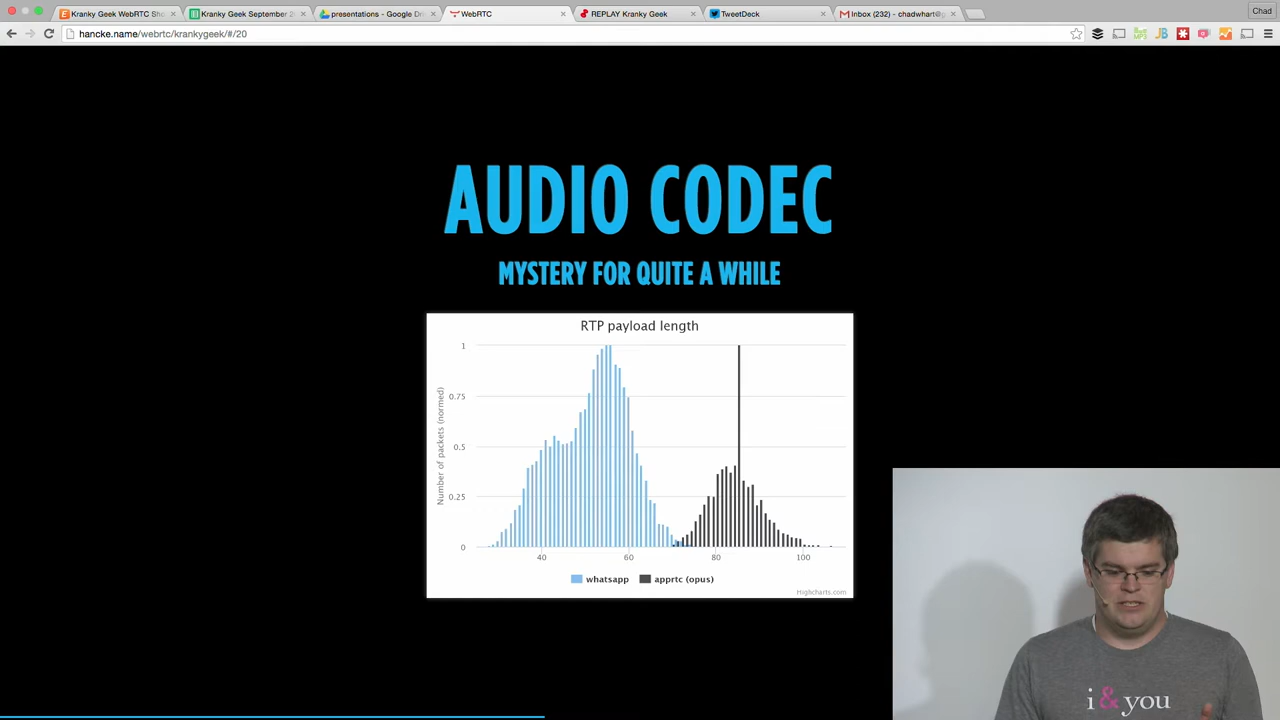 Kranky Geek WebRTC Sho
Kranky Geek September 2
presentations - Google Dri
WebRTC
REPLAY Kranky Geek
TweetDeck
Inbox (232) - chadwhart@g
Chad
hancke.name/webrtc/krankygeek/#/20
AUDIO CODEC
MYSTERY FOR QUITE A WHILE
RTP payload length
Number of packets (normed)
1
0.75
0.5
0.25
0
40 60 80 100
whatsapp apprtc (opus)
Highcharts.com
i & you